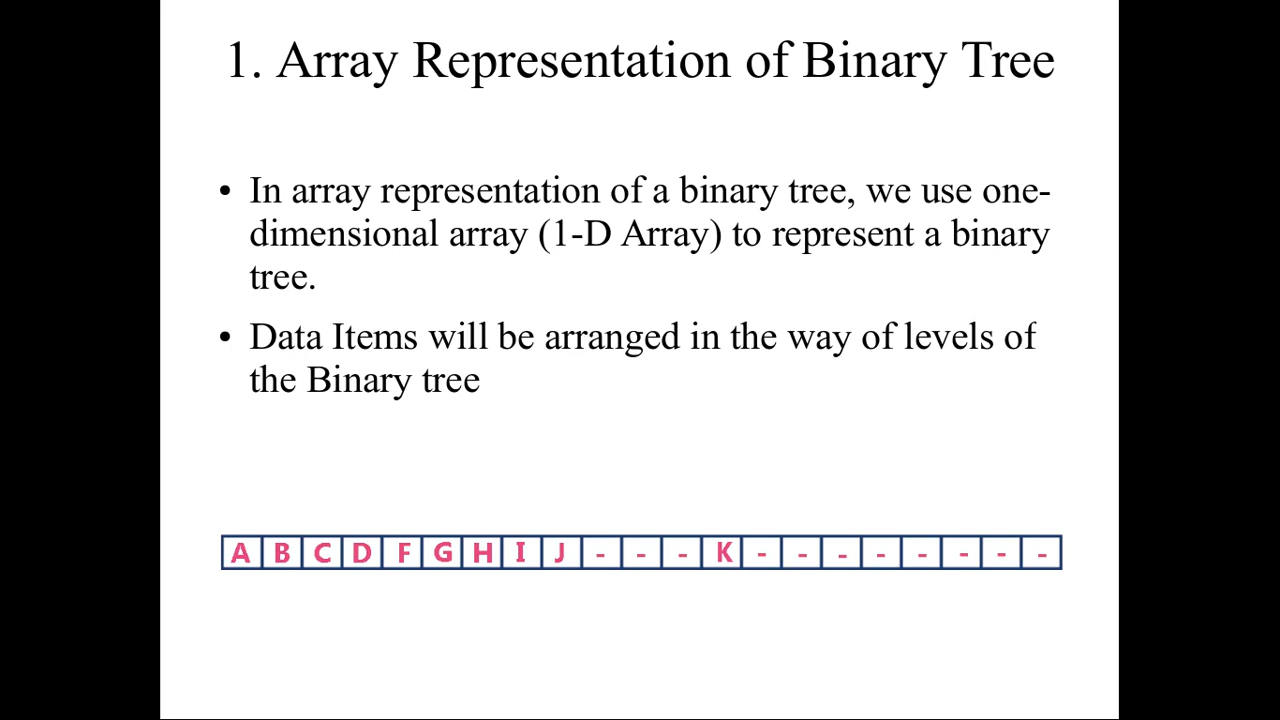 1. Array Representation of Binary Tree
• In array representation of a binary tree, we use one-
dimensional array (1-D Array) to represent a binary
tree.
• Data Items will be arranged in the way of levels of
the Binary tree
A B C D F G H I J - - - K - - - - - - - -